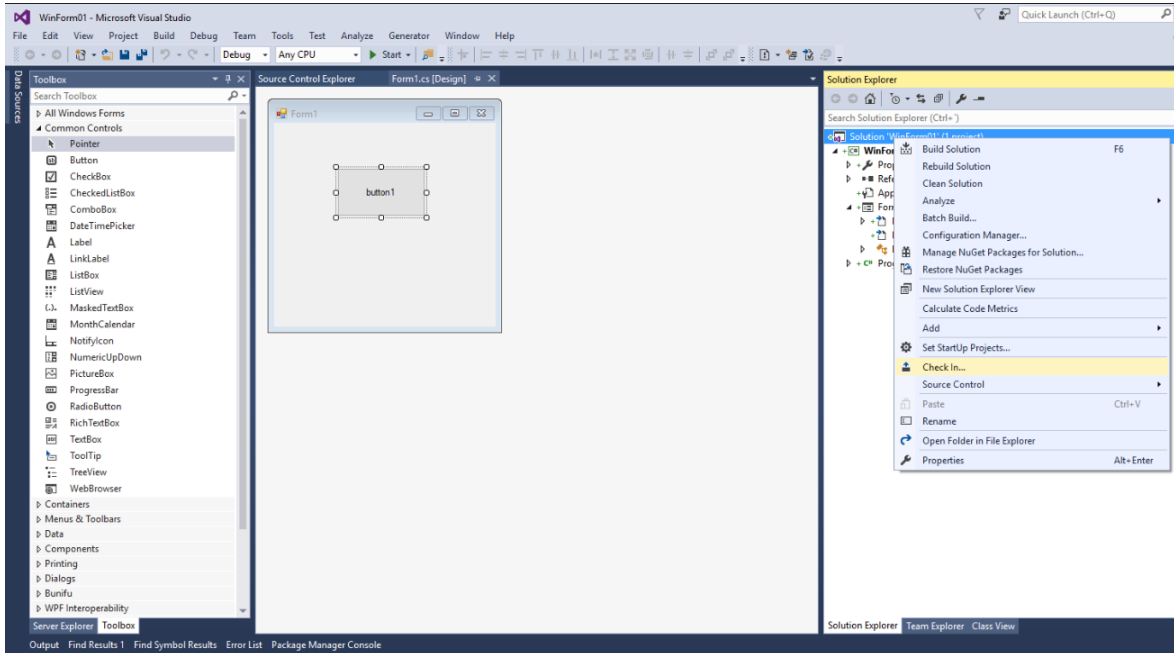 WinForm01 - Microsoft Visual Studio
Quick Launch (Ctrl+Q)
File Edit View Project Build Debug Team Tools Test Analyze Generator Window Help
Debug Any CPU Start
Data Sources
Toolbox
Search Toolbox
All Windows Forms
Common Controls
Pointer
Button
CheckBox
CheckedListBox
ComboBox
DateTimePicker
Label
LinkLabel
ListBox
ListView
MaskedTextBox
MonthCalendar
NotifyIcon
NumericUpDown
PictureBox
ProgressBar
RadioButton
RichTextBox
TextBox
ToolTip
TreeView
WebBrowser
Containers
Menus & Toolbars
Data
Components
Printing
Dialogs
Bunifu
WPF Interoperability
Server Explorer Toolbox
Source Control Explorer Form1.cs [Design]
Form1
button1
Solution Explorer
Search Solution Explorer (Ctrl+¨)
Solution 'WinForm01' (1 project)
WinFor
Prop
Refe
App
For
Pro
Build Solution F6
Rebuild Solution
Clean Solution
Analyze
Batch Build...
Configuration Manager...
Manage NuGet Packages for Solution...
Restore NuGet Packages
New Solution Explorer View
Calculate Code Metrics
Add
Set StartUp Projects...
Check In...
Source Control
Paste Ctrl+V
Rename
Open Folder in File Explorer
Properties Alt+Enter
Solution Explorer Team Explorer Class View
Output Find Results 1 Find Symbol Results Error List Package Manager Console